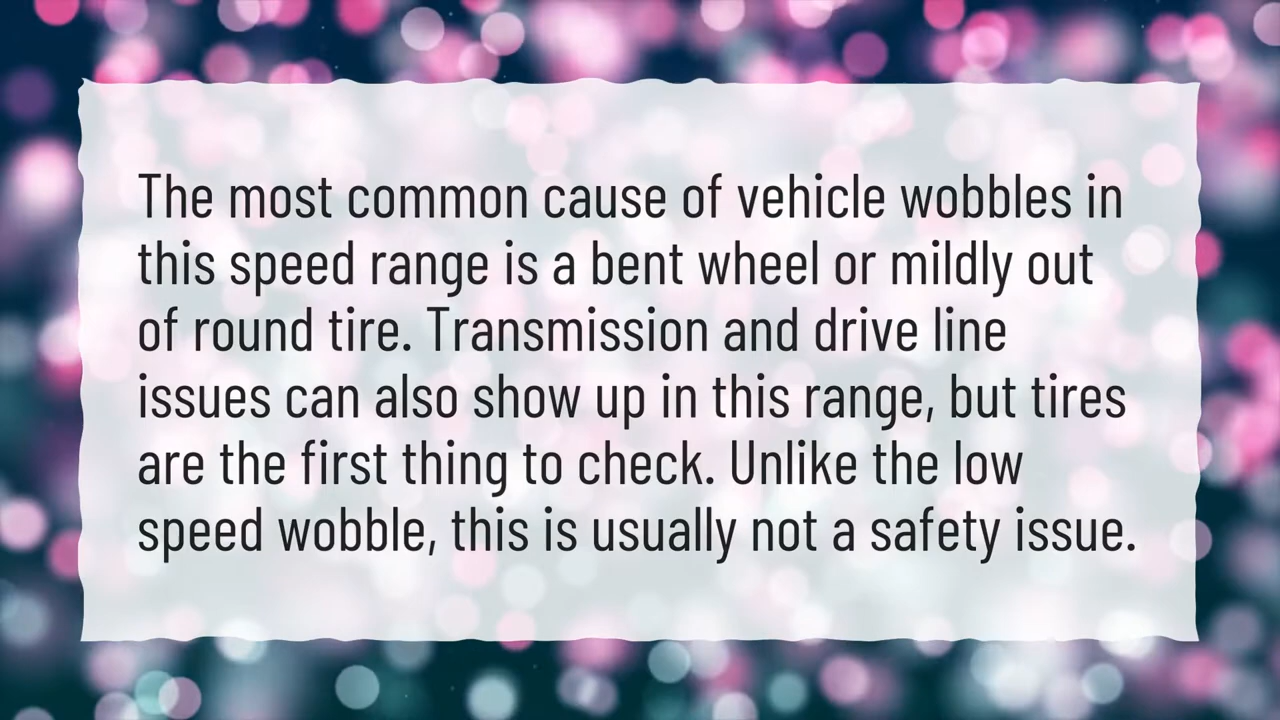 The most common cause of vehicle wobbles in
this speed range is a bent wheel or mildly out
of round tire. Transmission and drive line
issues can also show up in this range, but tires
are the first thing to check. Unlike the low
speed wobble, this is usually not a safety issue.